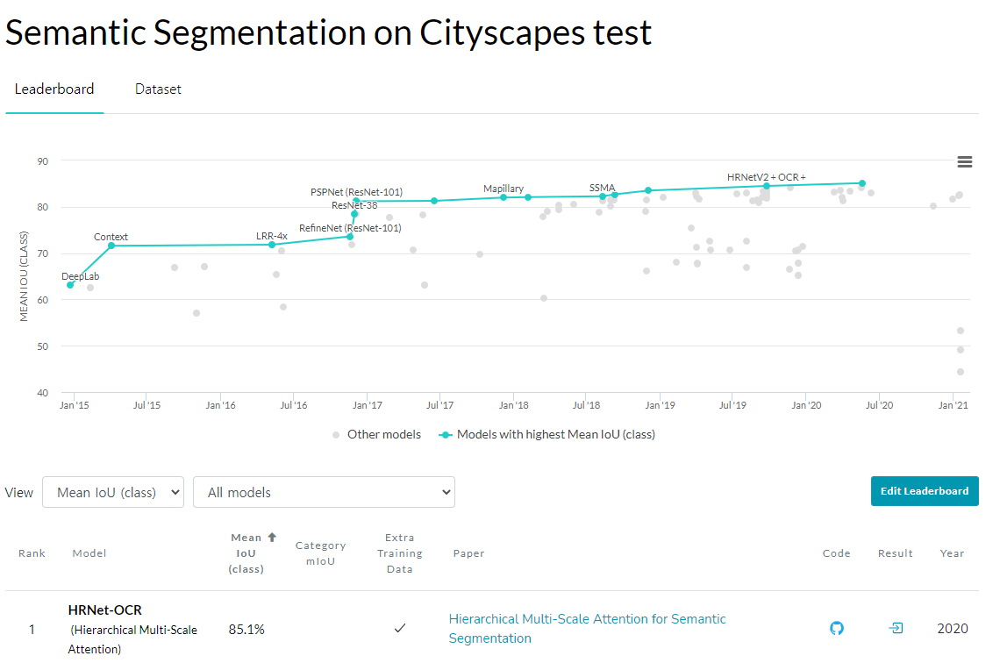 Semantic Segmentation on Cityscapes test
Leaderboard Dataset
MEAN IOU (CLASS)
90
80
70
60
50
40
DeepLab
Context
LRR-4x
RefineNet (ResNet-101)
ResNet-38
PSPNet (ResNet-101)
Mapillary
SSMA
HRNetV2 + OCR +
Jan '15 Jul '15 Jan '16 Jul '16 Jan '17 Jul '17 Jan '18 Jul '18 Jan '19 Jul '19 Jan '20 Jul '20 Jan '21
Other models Models with highest Mean IoU (class)
View Mean IoU (class) All models Edit Leaderboard
Rank Model Mean IoU (class) Category mIoU Extra Training Data Paper Code Result Year
1 HRNet-OCR 85.1% Hierarchical Multi-Scale Attention for Semantic 2020
(Hierarchical Multi-Scale Segmentation
Attention)